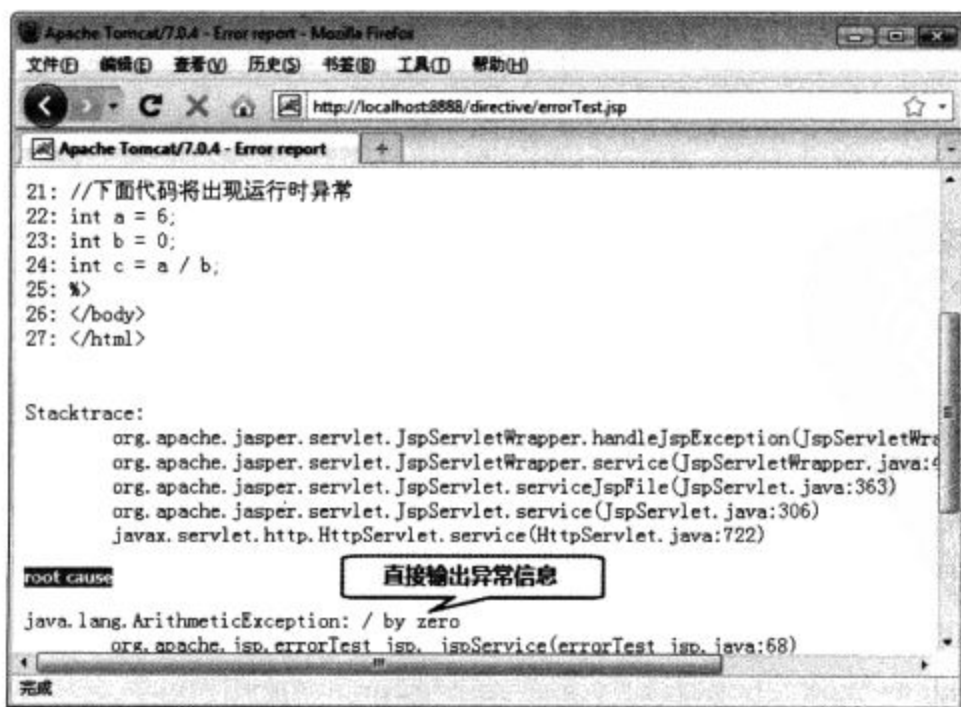 Apache Tomcat/7.0.4 - Error report - Mozilla Firefox
文件(F) 编辑(E) 查看(V) 历史(S) 书签(B) 工具(T) 帮助(H)
http://localhost:8888/directive/errorTest.jsp
Apache Tomcat/7.0.4 - Error report
21: //下面代码将出现运行时异常
22: int a = 6;
23: int b = 0;
24: int c = a / b;
25: %>
26: </body>
27: </html>
Stacktrace:
org.apache.jasper.servlet.JspServletWrapper.handleJspException(JspServletWra
org.apache.jasper.servlet.JspServletWrapper.service(JspServletWrapper.java:4
org.apache.jasper.servlet.JspServlet.serviceJspFile(JspServlet.java:363)
org.apache.jasper.servlet.JspServlet.service(JspServlet.java:306)
javax.servlet.http.HttpServlet.service(HttpServlet.java:722)
root cause
直接输出异常信息
java.lang.ArithmeticException: / by zero
org.apache.jsp.errorTest_jsp._jspService(errorTest_jsp.java:68)
完成